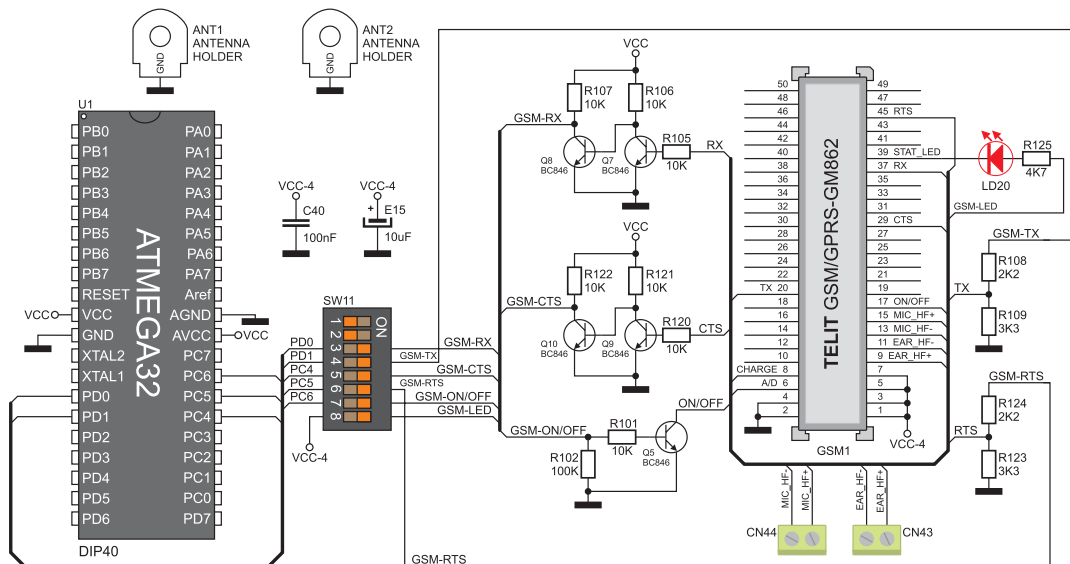 ANT1
ANTENNA
HOLDER
GND
ANT2
ANTENNA
HOLDER
GND
U1
PB0
PB1
PB2
PB3
PB4
PB5
PB6
PB7
RESET
VCC
GND
XTAL2
XTAL1
PD0
PD1
PD2
PD3
PD4
PD5
PD6
PA0
PA1
PA2
PA3
PA4
PA5
PA6
PA7
Aref
AGND
AVCC
PC7
PC6
PC5
PC4
PC3
PC2
PC1
PC0
PD7
ATMEGA32
DIP40
VCC
VCC
VCC-4
C40
100nF
VCC-4
+
E15
10uF
SW11
ON
1
2
3
4
5
6
7
8
PD0
PD1
PC4
PC5
PC6
VCC-4
GSM-TX
GSM-RTS
GSM-RX
GSM-CTS
GSM-ON/OFF
GSM-LED
GSM-RTS
VCC
R107
10K
R106
10K
GSM-RX
Q8
BC846
Q7
BC846
R105
10K
RX
VCC
R122
10K
R121
10K
GSM-CTS
Q10
BC846
Q9
BC846
R120
10K
CTS
ON/OFF
GSM-ON/OFF
R101
10K
R102
100K
Q5
BC846
50
48
46
44
42
40
38
36
34
32
30
28
26
24
22
TX 20
18
16
14
12
10
CHARGE 8
A/D 6
4
2
49
47
45 RTS
43
41
39 STAT_LED
37 RX
35
33
31
29 CTS
27
25
23
21
19
17 ON/OFF
15 MIC_HF+
13 MIC_HF-
11 EAR_HF-
9 EAR_HF+
7
5
3
1
TELIT GSM/GPRS-GM862
GSM1
VCC-4
LD20
R125
4K7
GSM-LED
GSM-TX
R108
2K2
TX
R109
3K3
GSM-RTS
R124
2K2
RTS
R123
3K3
MIC_HF-
MIC_HF+
EAR_HF-
EAR_HF+
CN44
CN43